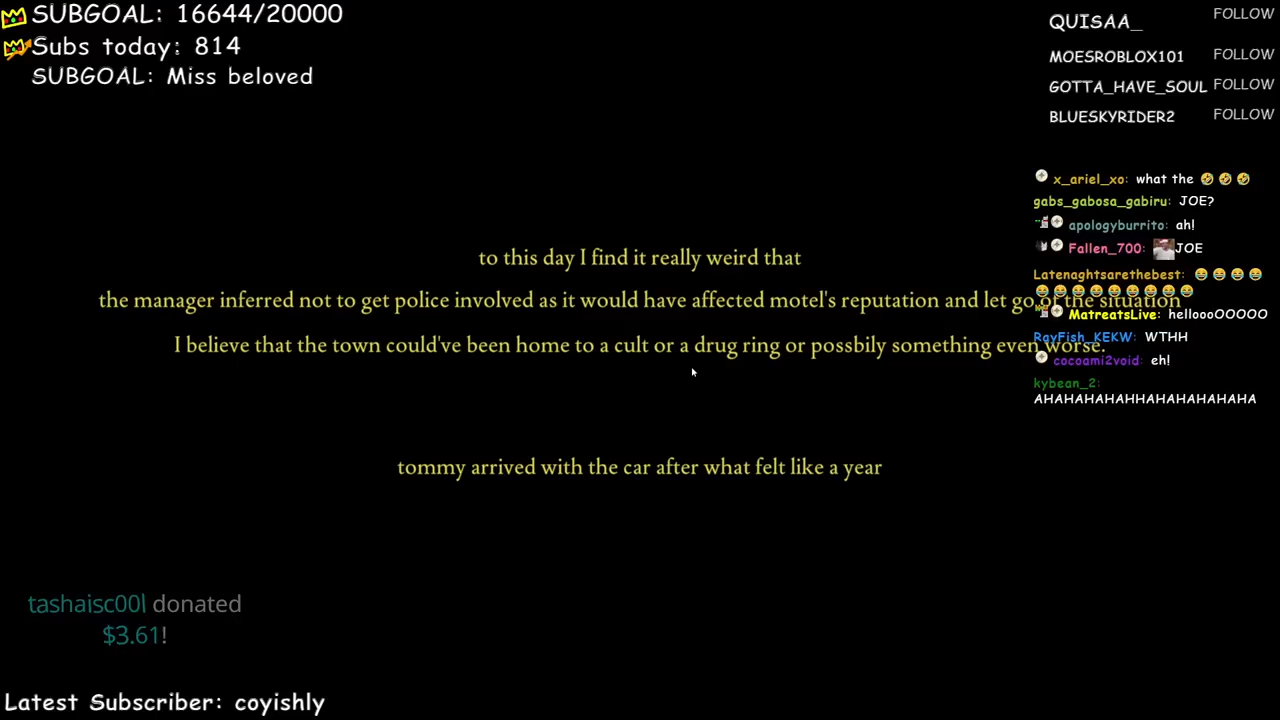 SUBGOAL: 16644/20000
Subs today: 814
SUBGOAL: Miss beloved
QUISAA_ FOLLOW
MOESROBLOX101 FOLLOW
GOTTA_HAVE_SOUL FOLLOW
BLUESKYRIDER2 FOLLOW
x_ariel_xo: what the 🤣 🤣 🤣
gabs_gabosa_gabiru: JOE?
apologyburrito: ah!
Fallen_700: JOE
Latenaghtsarethebest: 😂 😂 😂 😂
😂 😂 😂 😂 😂 😂 😂 😂 😂
MatreatsLive: helloooOOOOO
RayFish_KEKW: WTHH
cocoami2void: eh!
kybean_2:
AHAHAHAHAHHAHAHAHAHAHA
to this day I find it really weird that
the manager inferred not to get police involved as it would have affected motel's reputation and let go of the situation
I believe that the town could've been home to a cult or a drug ring or possbily something even worse.
tommy arrived with the car after what felt like a year
tashaisc00l donated
$3.61!
Latest Subscriber: coyishly